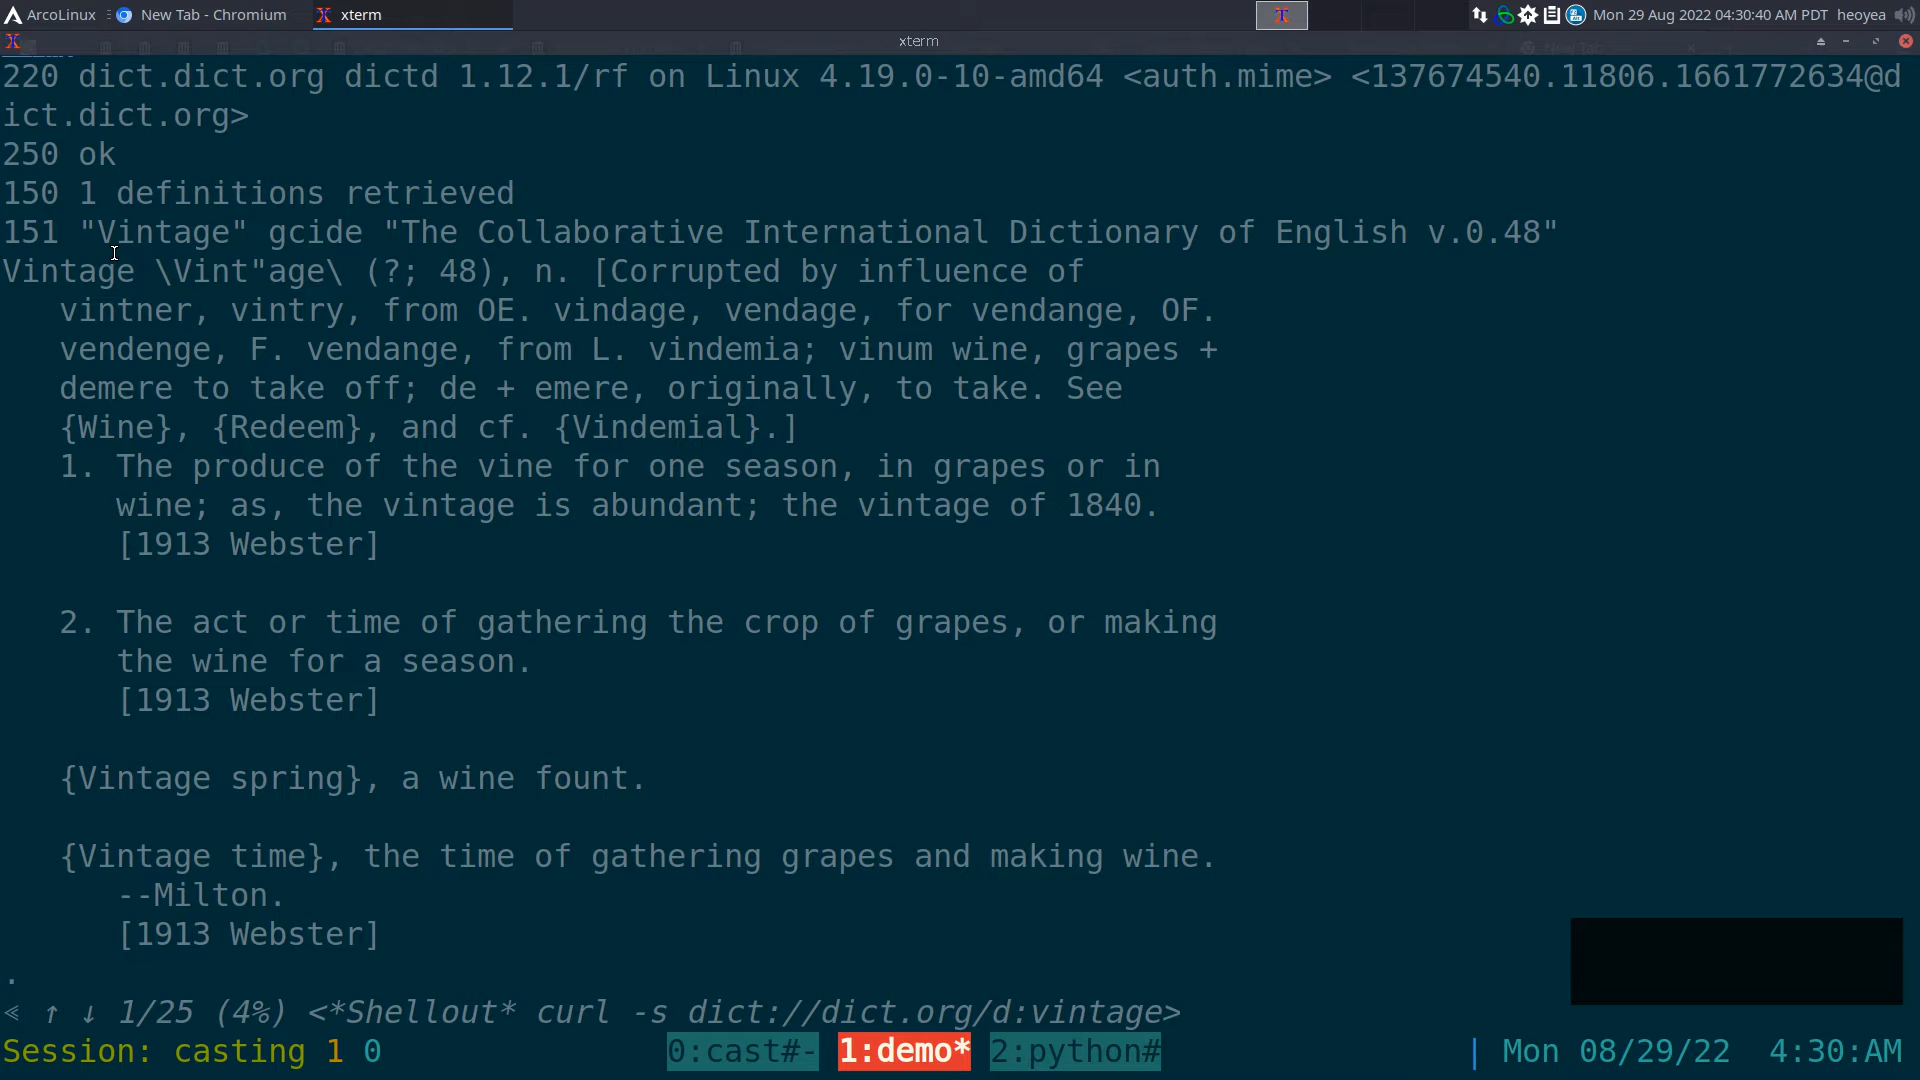 ArcoLinux New Tab - Chromium xterm Mon 29 Aug 2022 04:30:40 AM PDT heoyea
xterm
220 dict.dict.org dictd 1.12.1/rf on Linux 4.19.0-10-amd64 <auth.mime> <137674540.11806.1661772634@d
ict.dict.org>
250 ok
150 1 definitions retrieved
151 "Vintage" gcide "The Collaborative International Dictionary of English v.0.48"
Vintage \Vint"age\ (?; 48), n. [Corrupted by influence of
vintner, vintry, from OE. vindage, vendage, for vendange, OF.
vendenge, F. vendange, from L. vindemia; vinum wine, grapes +
demere to take off; de + emere, originally, to take. See
{Wine}, {Redeem}, and cf. {Vindemial}.]
1. The produce of the vine for one season, in grapes or in
wine; as, the vintage is abundant; the vintage of 1840.
[1913 Webster]
2. The act or time of gathering the crop of grapes, or making
the wine for a season.
[1913 Webster]
{Vintage spring}, a wine fount.
{Vintage time}, the time of gathering grapes and making wine.
--Milton.
[1913 Webster]
.
⪡ ↑ ↓ 1/25 (4%) <*Shellout* curl -s dict://dict.org/d:vintage>
Session: casting 1 0 0:cast#- 1:demo* 2:python# | Mon 08/29/22 4:30:AM